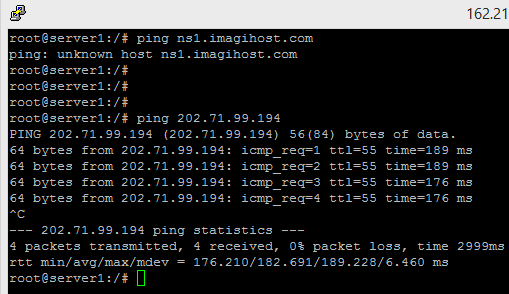 162.21
root@server1:/# ping ns1.imagihost.com
ping: unknown host ns1.imagihost.com
root@server1:/#
root@server1:/#
root@server1:/#
root@server1:/# ping 202.71.99.194
PING 202.71.99.194 (202.71.99.194) 56(84) bytes of data.
64 bytes from 202.71.99.194: icmp_req=1 ttl=55 time=189 ms
64 bytes from 202.71.99.194: icmp_req=2 ttl=55 time=189 ms
64 bytes from 202.71.99.194: icmp_req=3 ttl=55 time=176 ms
64 bytes from 202.71.99.194: icmp_req=4 ttl=55 time=176 ms
^C
--- 202.71.99.194 ping statistics ---
4 packets transmitted, 4 received, 0% packet loss, time 2999ms
rtt min/avg/max/mdev = 176.210/182.691/189.228/6.460 ms
root@server1:/#